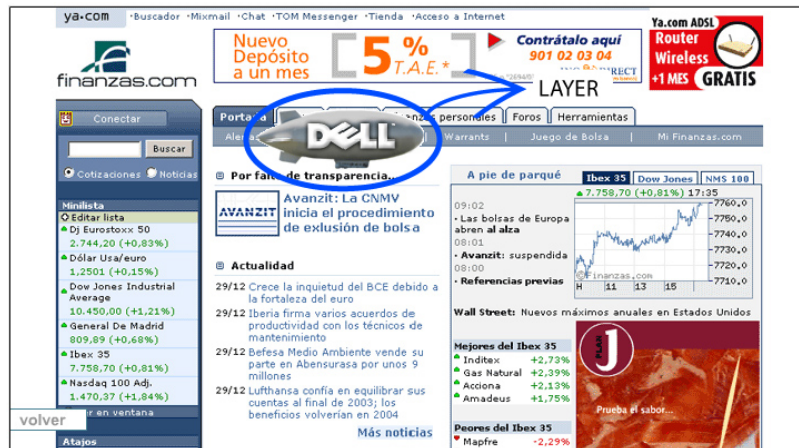 ya.com ·Buscador ·Mixmail ·Chat ·TOM Messenger ·Tienda ·Acceso a Internet
finanzas.com
Nuevo
Depósito
a un mes
5%
T.A.E.*
Contrátalo aquí
901 02 03 04
DIRECT
LAYER
Ya.com ADSL
Router
Wireless
+1 MES GRATIS
Conectar
Buscar
Cotizaciones Noticias
Portada personales Foros Herramientas
Warrants | Juego de Bolsa | Mi Finanzas.com
DELL
Minilista
Editar lista
Dj Eurostoxx 50
2.744,20 (+0,83%)
Dólar Usa/euro
1,2501 (+0,15%)
Dow Jones Industrial
Average
10.450,00 (+1,21%)
General De Madrid
809,89 (+0,68%)
Ibex 35
7.758,70 (+0,81%)
Nasdaq 100 Adj.
1.470,37 (+1,84%)
volver en ventana
Atajos
Por falta de transparencia...
AVANZIT
Avanzit: La CNMV
inicia el procedimiento
de exlusión de bolsa
Actualidad
29/12 Crece la inquietud del BCE debido a
la fortaleza del euro
29/12 Iberia firma varios acuerdos de
productividad con los técnicos de
mantenimiento
29/12 Befesa Medio Ambiente vende su
parte en Abensurasa por unos 9
millones
29/12 Lufthansa confía en equilibrar sus
cuentas al final de 2003; los
beneficios volverían en 2004
Más noticias
A pie de parqué
09:02
· Las bolsas de Europa
abren al alza
08:01
· Avanzit: suspendida
08:00
· Referencias previas
Ibex 35 Dow Jones NMS 100
7.758,70 (+0,81%) 17:35
7760.0
7750.0
7740.0
7730.0
7720.0
7710.0
©Finanzas.com
H 11 13 15
Wall Street: Nuevos máximos anuales en Estados Unidos
Mejores del Ibex 35
Inditex +2,73%
Gas Natural +2,39%
Acciona +2,13%
Amadeus +1,75%
Peores del Ibex 35
Mapfre -2,29%
PLAN
J
Prueba el sabor...